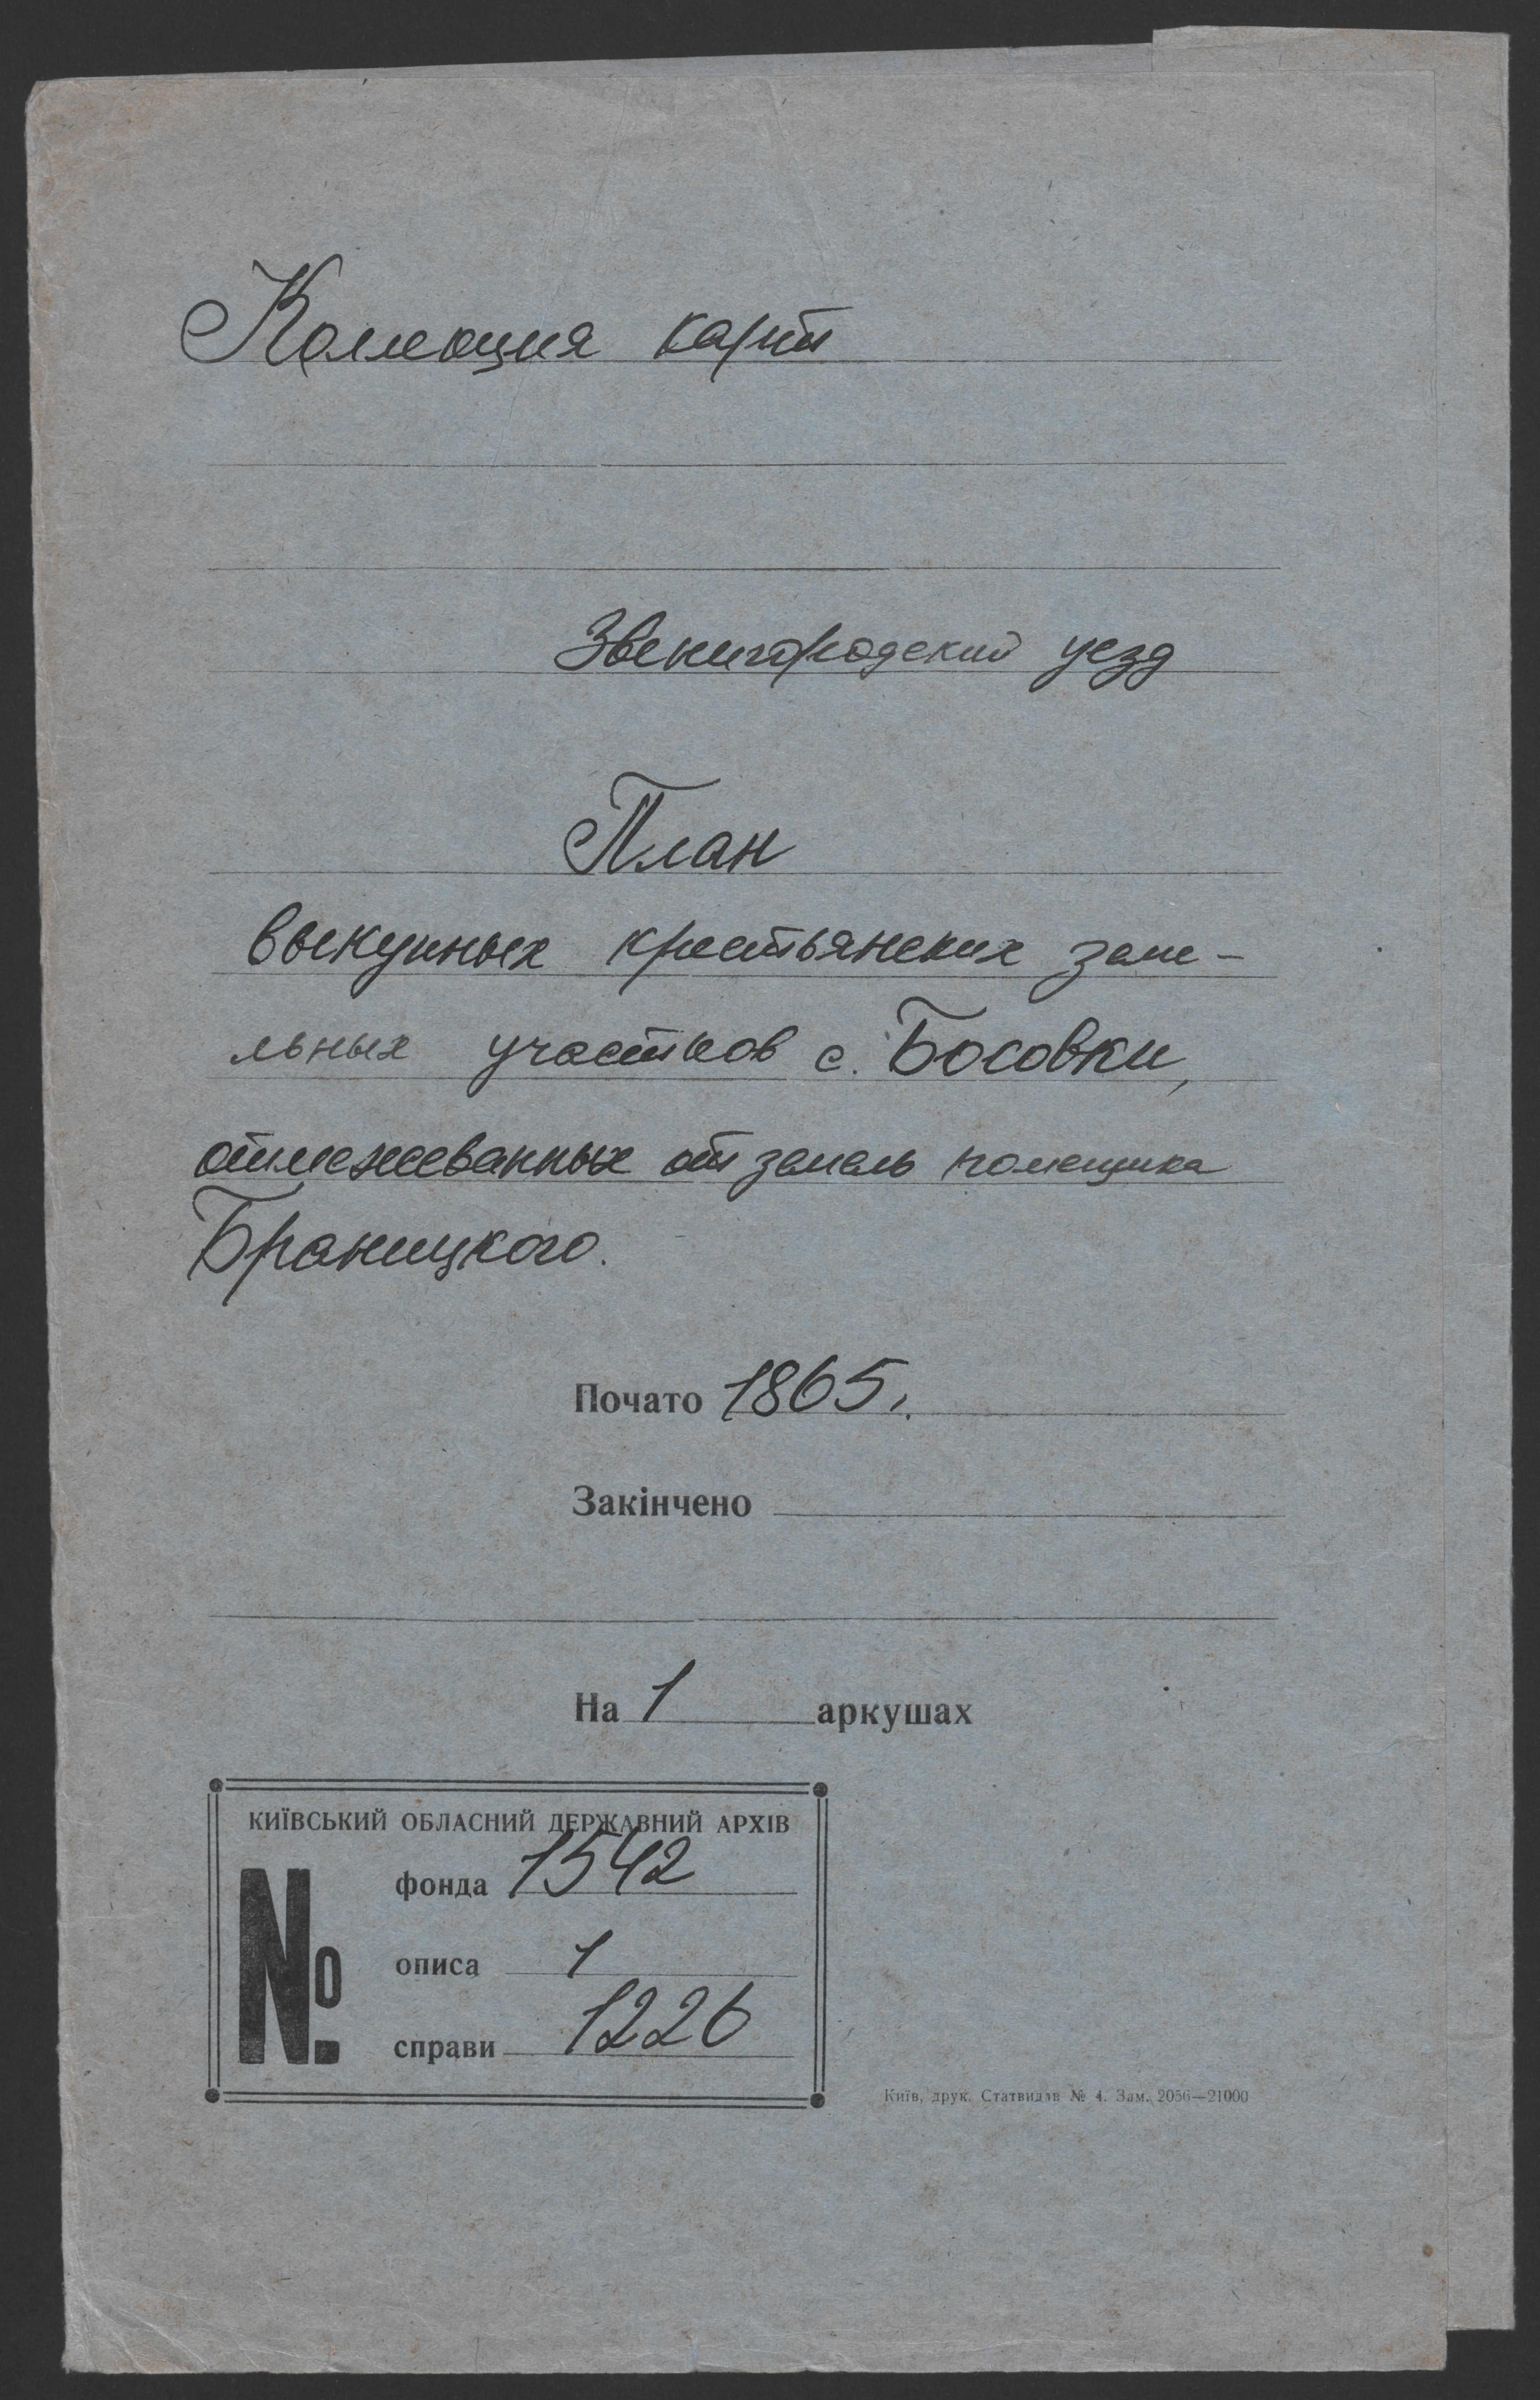 Коллекция карт
Звенигородский уезд
План
выкупных крестьянских земе-
льных участков с. Босовки,
отмежеванных от земель помещика
Браницкого.
Почато 1865г.
Закінчено
На 1 аркушах
КИЇВСЬКИЙ ОБЛАСНИЙ ДЕРЖАВНИЙ АРХІВ
№ фонда 1542
описа 1
справи 1226
Київ, друк. Статвидав № 4. Зам. 2056—21000